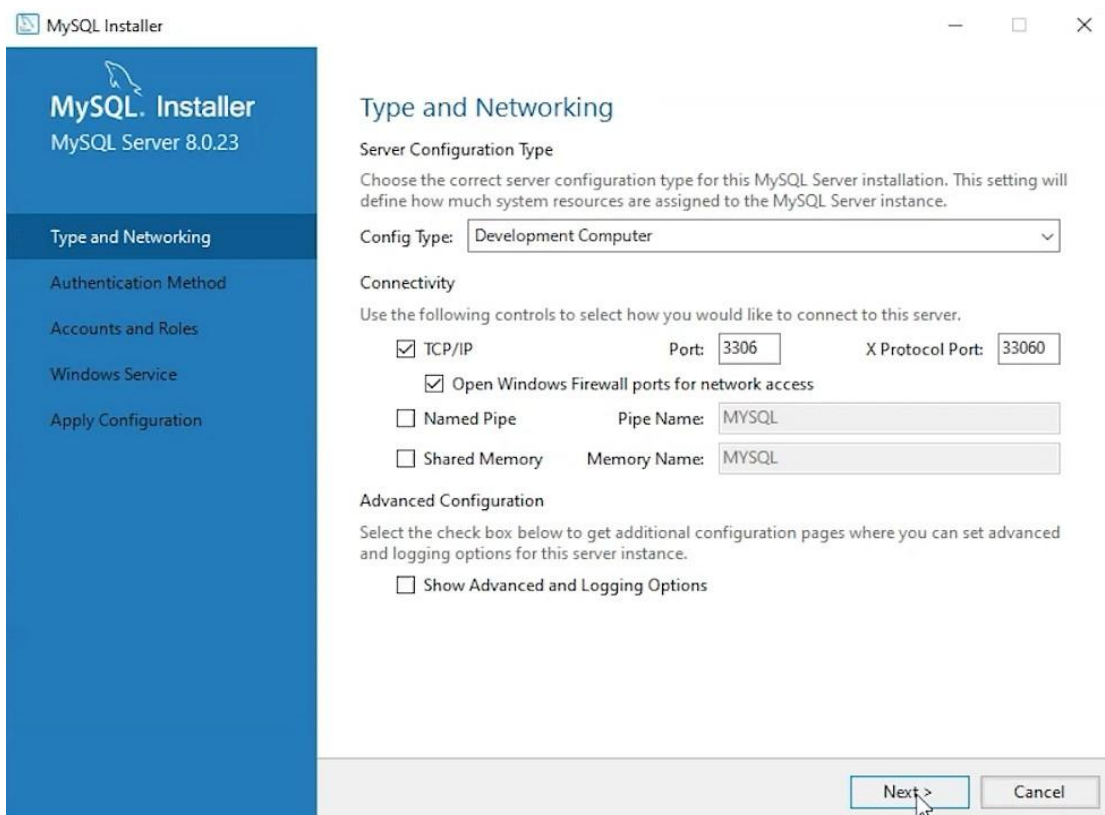 MySQL Installer
MySQL. Installer
MySQL Server 8.0.23
Type and Networking
Authentication Method
Accounts and Roles
Windows Service
Apply Configuration
Type and Networking
Server Configuration Type
Choose the correct server configuration type for this MySQL Server installation. This setting will
define how much system resources are assigned to the MySQL Server instance.
Config Type: Development Computer
Connectivity
Use the following controls to select how you would like to connect to this server.
TCP/IP Port: 3306 X Protocol Port: 33060
Open Windows Firewall ports for network access
Named Pipe Pipe Name: MYSQL
Shared Memory Memory Name: MYSQL
Advanced Configuration
Select the check box below to get additional configuration pages where you can set advanced
and logging options for this server instance.
Show Advanced and Logging Options
Next > Cancel